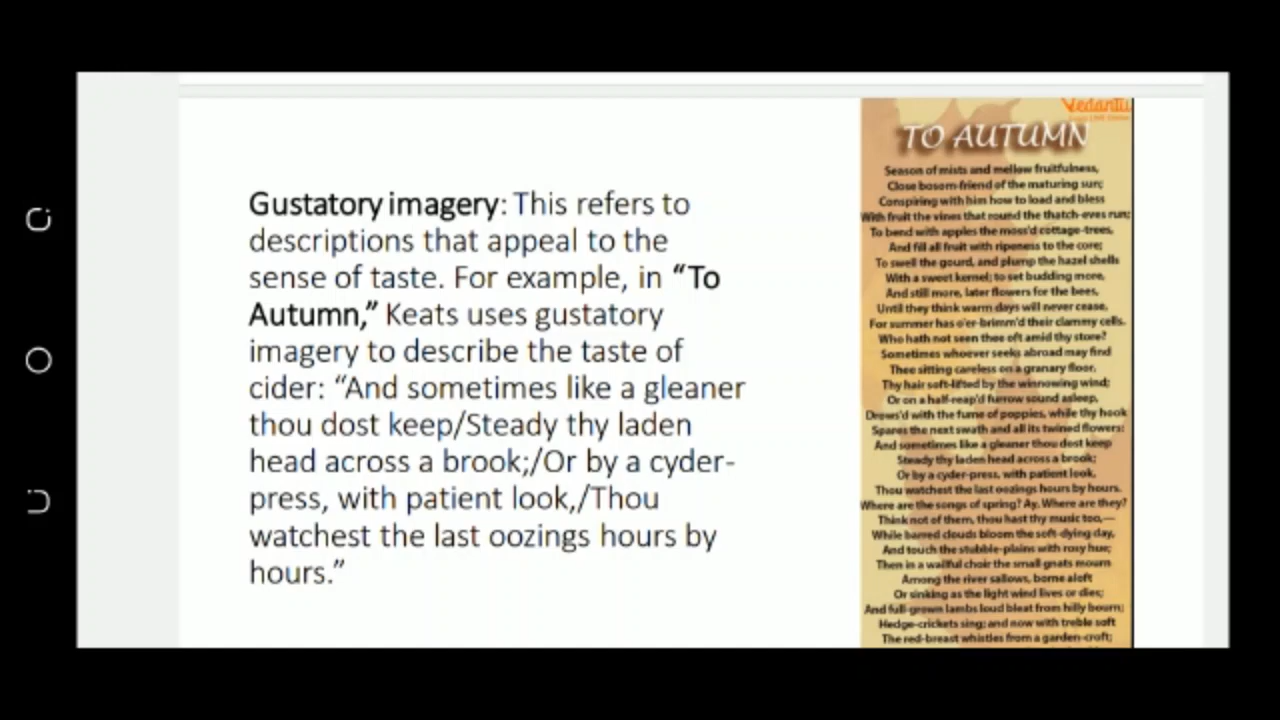 Gustatory imagery: This refers to
descriptions that appeal to the
sense of taste. For example, in “To
Autumn,” Keats uses gustatory
imagery to describe the taste of
cider: “And sometimes like a gleaner
thou dost keep/Steady thy laden
head across a brook;/Or by a cyder-
press, with patient look,/Thou
watchest the last oozings hours by
hours.”
Vedantu
TO AUTUMN
Season of mists and mellow fruitfulness,
Close bosom-friend of the maturing sun;
Conspiring with him how to load and bless
With fruit the vines that round the thatch-eves run;
To bend with apples the moss'd cottage-trees,
And fill all fruit with ripeness to the core;
To swell the gourd, and plump the hazel shells
With a sweet kernel; to set budding more,
And still more, later flowers for the bees,
Until they think warm days will never cease,
For summer has o'er-brimm'd their clammy cells.
Who hath not seen thee oft amid thy store?
Sometimes whoever seeks abroad may find
Thee sitting careless on a granary floor,
Thy hair soft-lifted by the winnowing wind;
Or on a half-reap'd furrow sound asleep,
Drows'd with the fume of poppies, while thy hook
Spares the next swath and all its twined flowers:
And sometimes like a gleaner thou dost keep
Steady thy laden head across a brook;
Or by a cyder-press, with patient look,
Thou watchest the last oozings hours by hours.
Where are the songs of spring? Ay, Where are they?
Think not of them, thou hast thy music too,—
While barred clouds bloom the soft-dying day,
And touch the stubble-plains with rosy hue;
Then in a wailful choir the small gnats mourn
Among the river sallows, borne aloft
Or sinking as the light wind lives or dies;
And full-grown lambs loud bleat from hilly bourn;
Hedge-crickets sing; and now with treble soft
The red-breast whistles from a garden-croft;